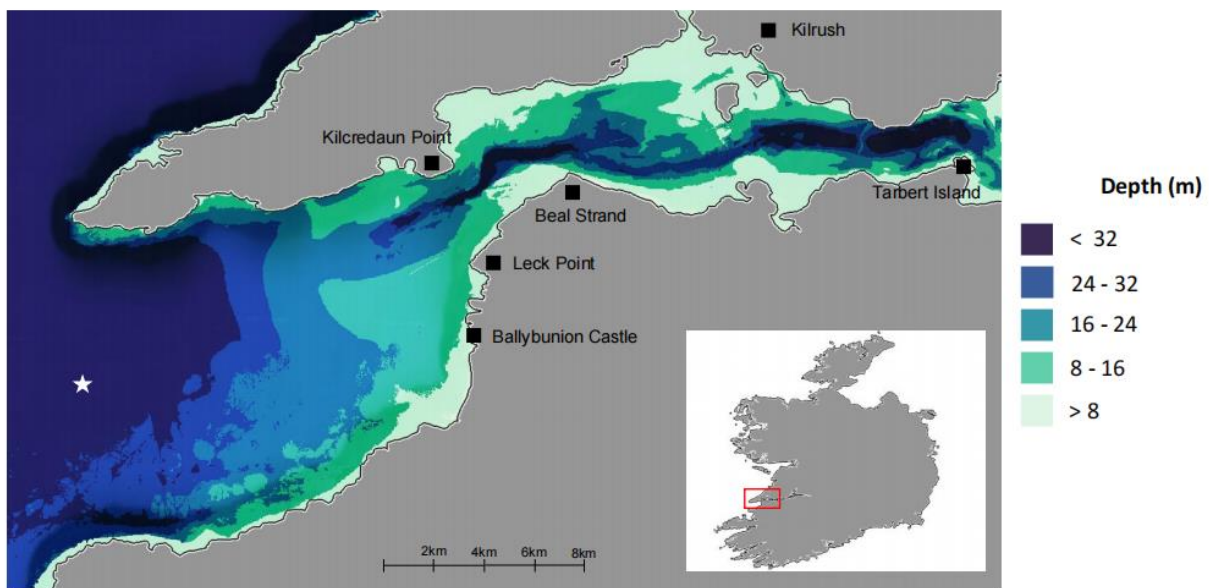 Kilrush
Kilcredaun Point
Tarbert Island
Beal Strand
Leck Point
Ballybunion Castle
2km 4km 6km 8km
Depth (m)
< 32
24 - 32
16 - 24
8 - 16
> 8